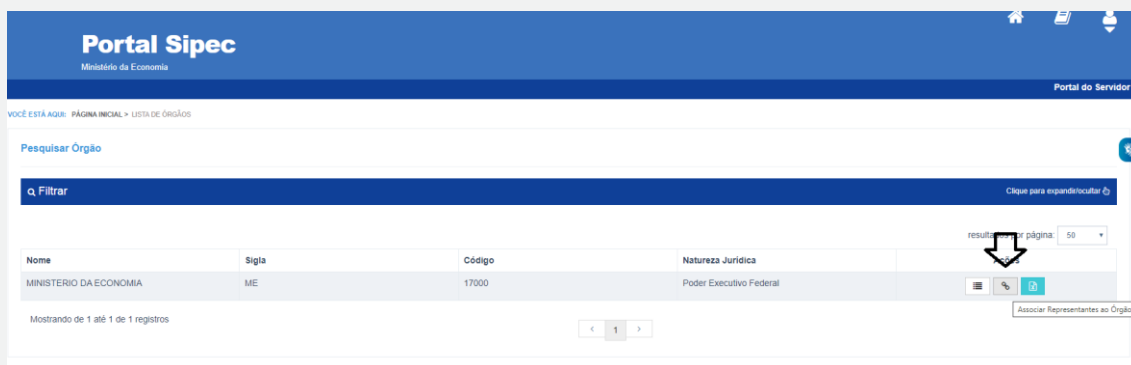 Portal Sipec
Ministério da Economia
Portal do Servidor
VOCÊ ESTÁ AQUI: PÁGINA INICIAL > LISTA DE ÓRGÃOS
Pesquisar Órgão
Filtrar Clique para expandir/ocultar
resultados por página: 50
Nome Sigla Código Natureza Jurídica Ações
MINISTERIO DA ECONOMIA ME 17000 Poder Executivo Federal
Associar Representantes ao Órgão
Mostrando de 1 até 1 de 1 registros < 1 >